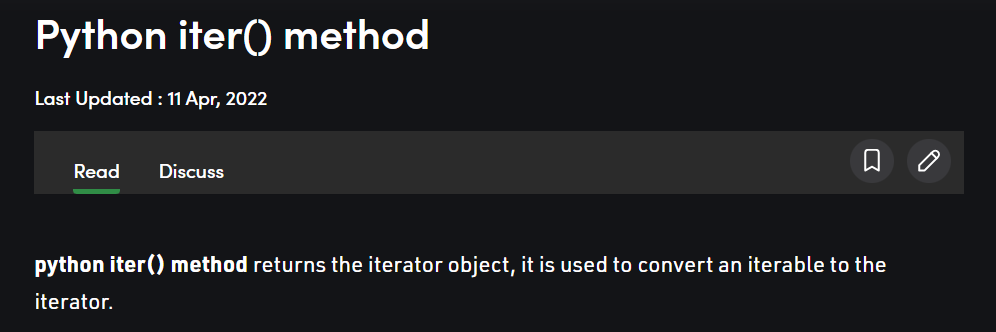 Python iter() method
Last Updated : 11 Apr, 2022
Read Discuss
python iter() method returns the iterator object, it is used to convert an iterable to the
iterator.